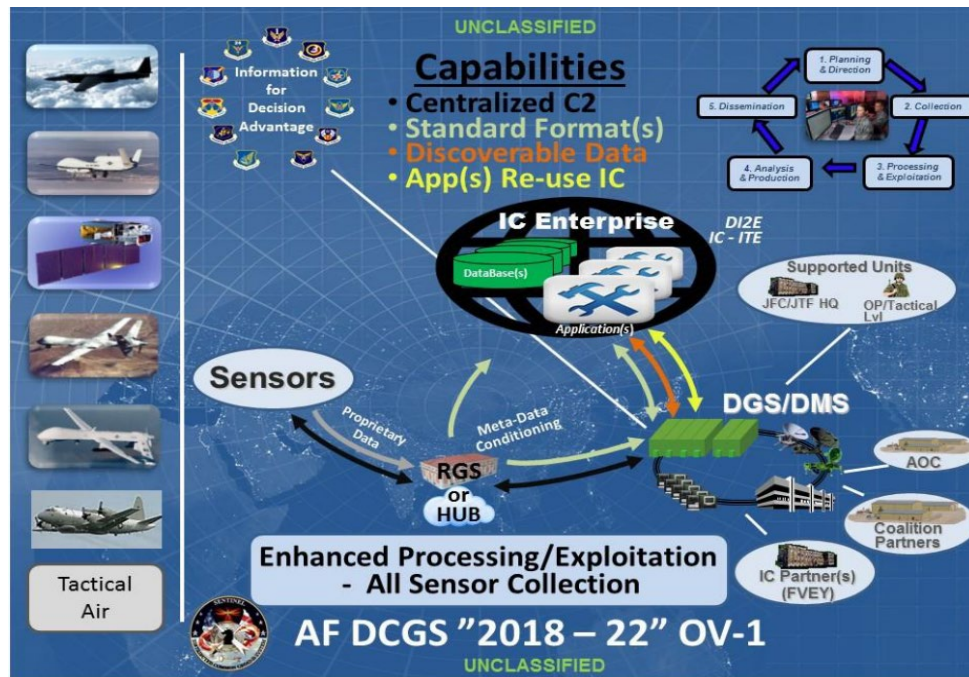 UNCLASSIFIED
Information
for
Decision
Advantage
Capabilities
• Centralized C2
• Standard Format(s)
• Discoverable Data
• App(s) Re-use IC
1. Planning
& Direction
2. Collection
3. Processing
& Exploitation
4. Analysis
& Production
5. Dissemination
IC Enterprise
DI2E
IC - ITE
DataBase(s)
Application(s)
Supported Units
JFC/JTF HQ
OP/Tactical
Lvl
Sensors
Proprietary
Data
Meta-Data
Conditioning
RGS
or
HUB
DGS/DMS
AOC
Coalition
Partners
IC Partner(s)
(FVEY)
Enhanced Processing/Exploitation
- All Sensor Collection
Tactical
Air
SENTINEL
AF DCGS ”2018 – 22” OV-1
UNCLASSIFIED